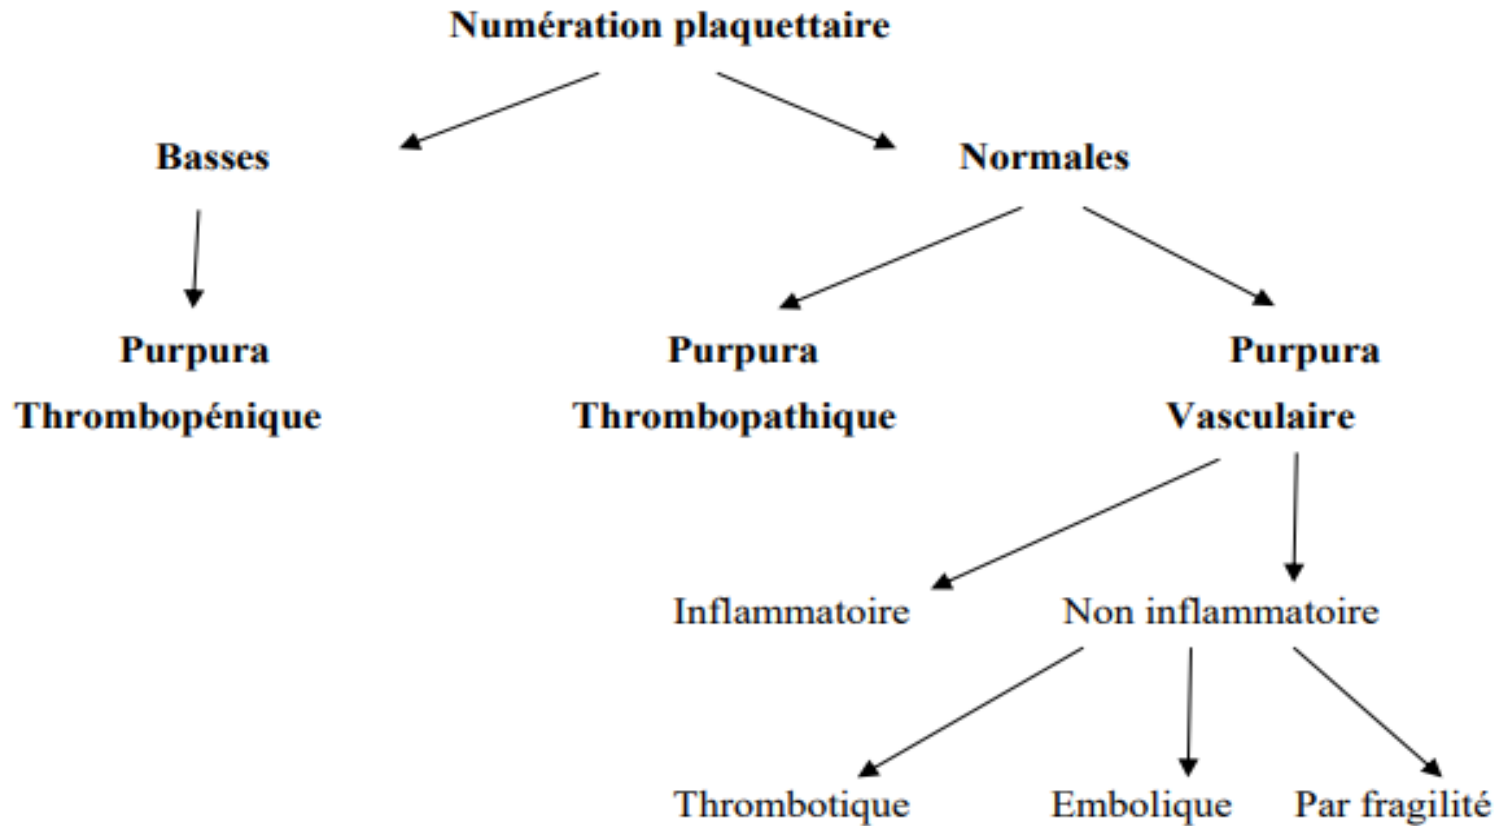 Numération plaquettaire
Basses
Normales
Purpura
Thrombopénique
Purpura
Thrombopathique
Purpura
Vasculaire
Inflammatoire
Non inflammatoire
Thrombotique
Embolique
Par fragilité